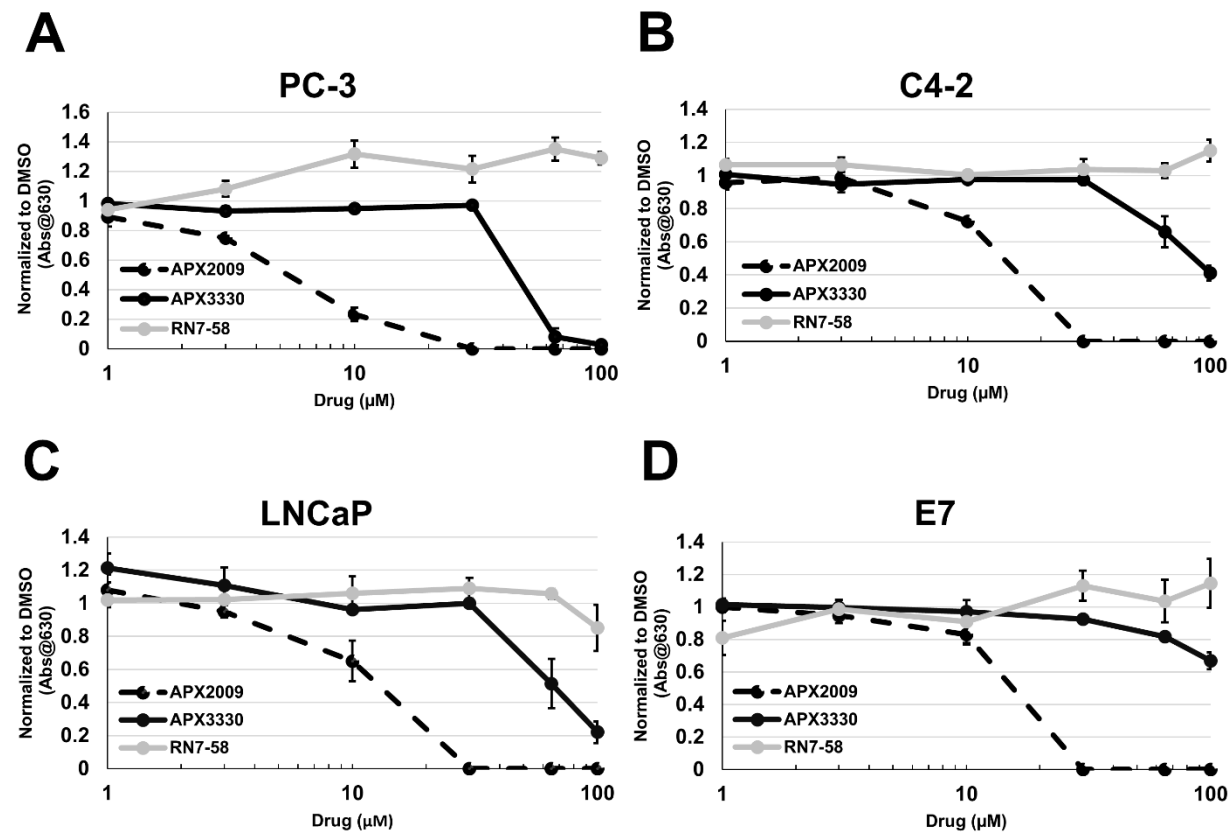 A
PC-3
Normalized to DMSO
(Abs@630)
1.6
1.4
1.2
1
0.8
0.6
0.4
0.2
0
APX2009
APX3330
RN7-58
1
10
100
Drug (µM)
B
C4-2
Normalized to DMSO
(Abs@630)
1.4
1.2
1
0.8
0.6
0.4
0.2
0
APX2009
APX3330
RN7-58
1
10
100
Drug (µM)
C
LNCaP
Normalized to DMSO
(Abs@630)
1.4
1.2
1
0.8
0.6
0.4
0.2
0
APX2009
APX3330
RN7-58
1
10
100
Drug (µM)
D
E7
Normalized to DMSO
(Abs@630)
1.4
1.2
1
0.8
0.6
0.4
0.2
0
APX2009
APX3330
RN7-58
1
10
100
Drug (µM)